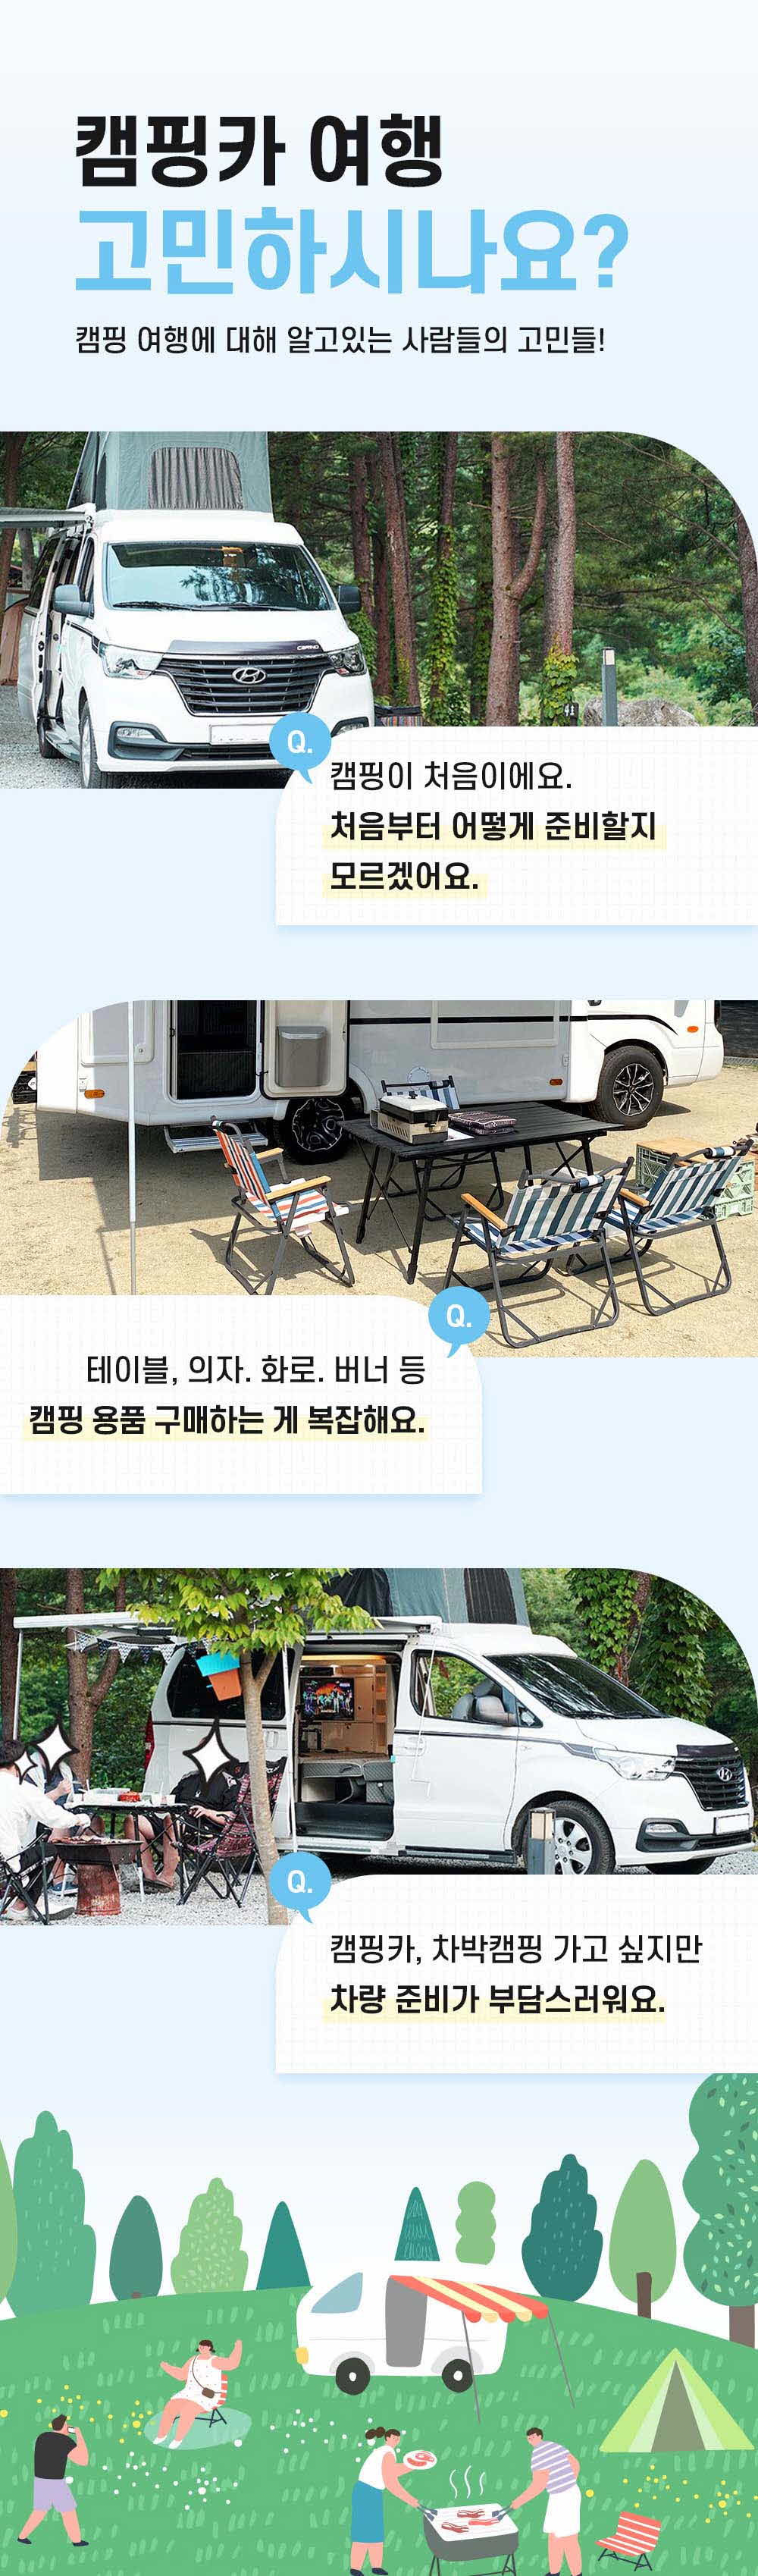 캠핑카 여행
고민하시나요?
캠핑 여행에 대해 알고있는 사람들의 고민들!
Q.
캠핑이 처음이에요.
처음부터 어떻게 준비할지
모르겠어요.
Q.
테이블, 의자. 화로. 버너 등
캠핑 용품 구매하는 게 복잡해요.
Q.
캠핑카, 차박캠핑 가고 싶지만
차량 준비가 부담스러워요.